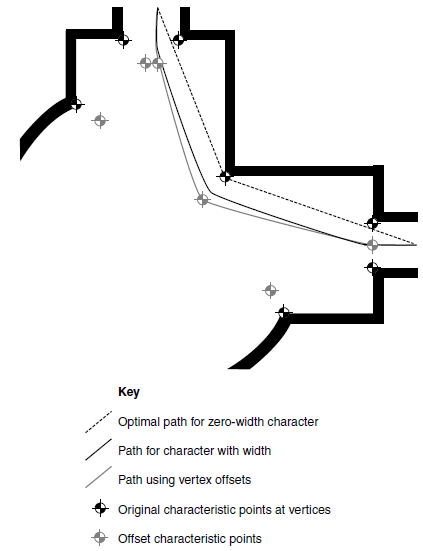 Key
Optimal path for zero-width character
Path for character with width
Path using vertex offsets
Original characteristic points at vertices
Offset characteristic points